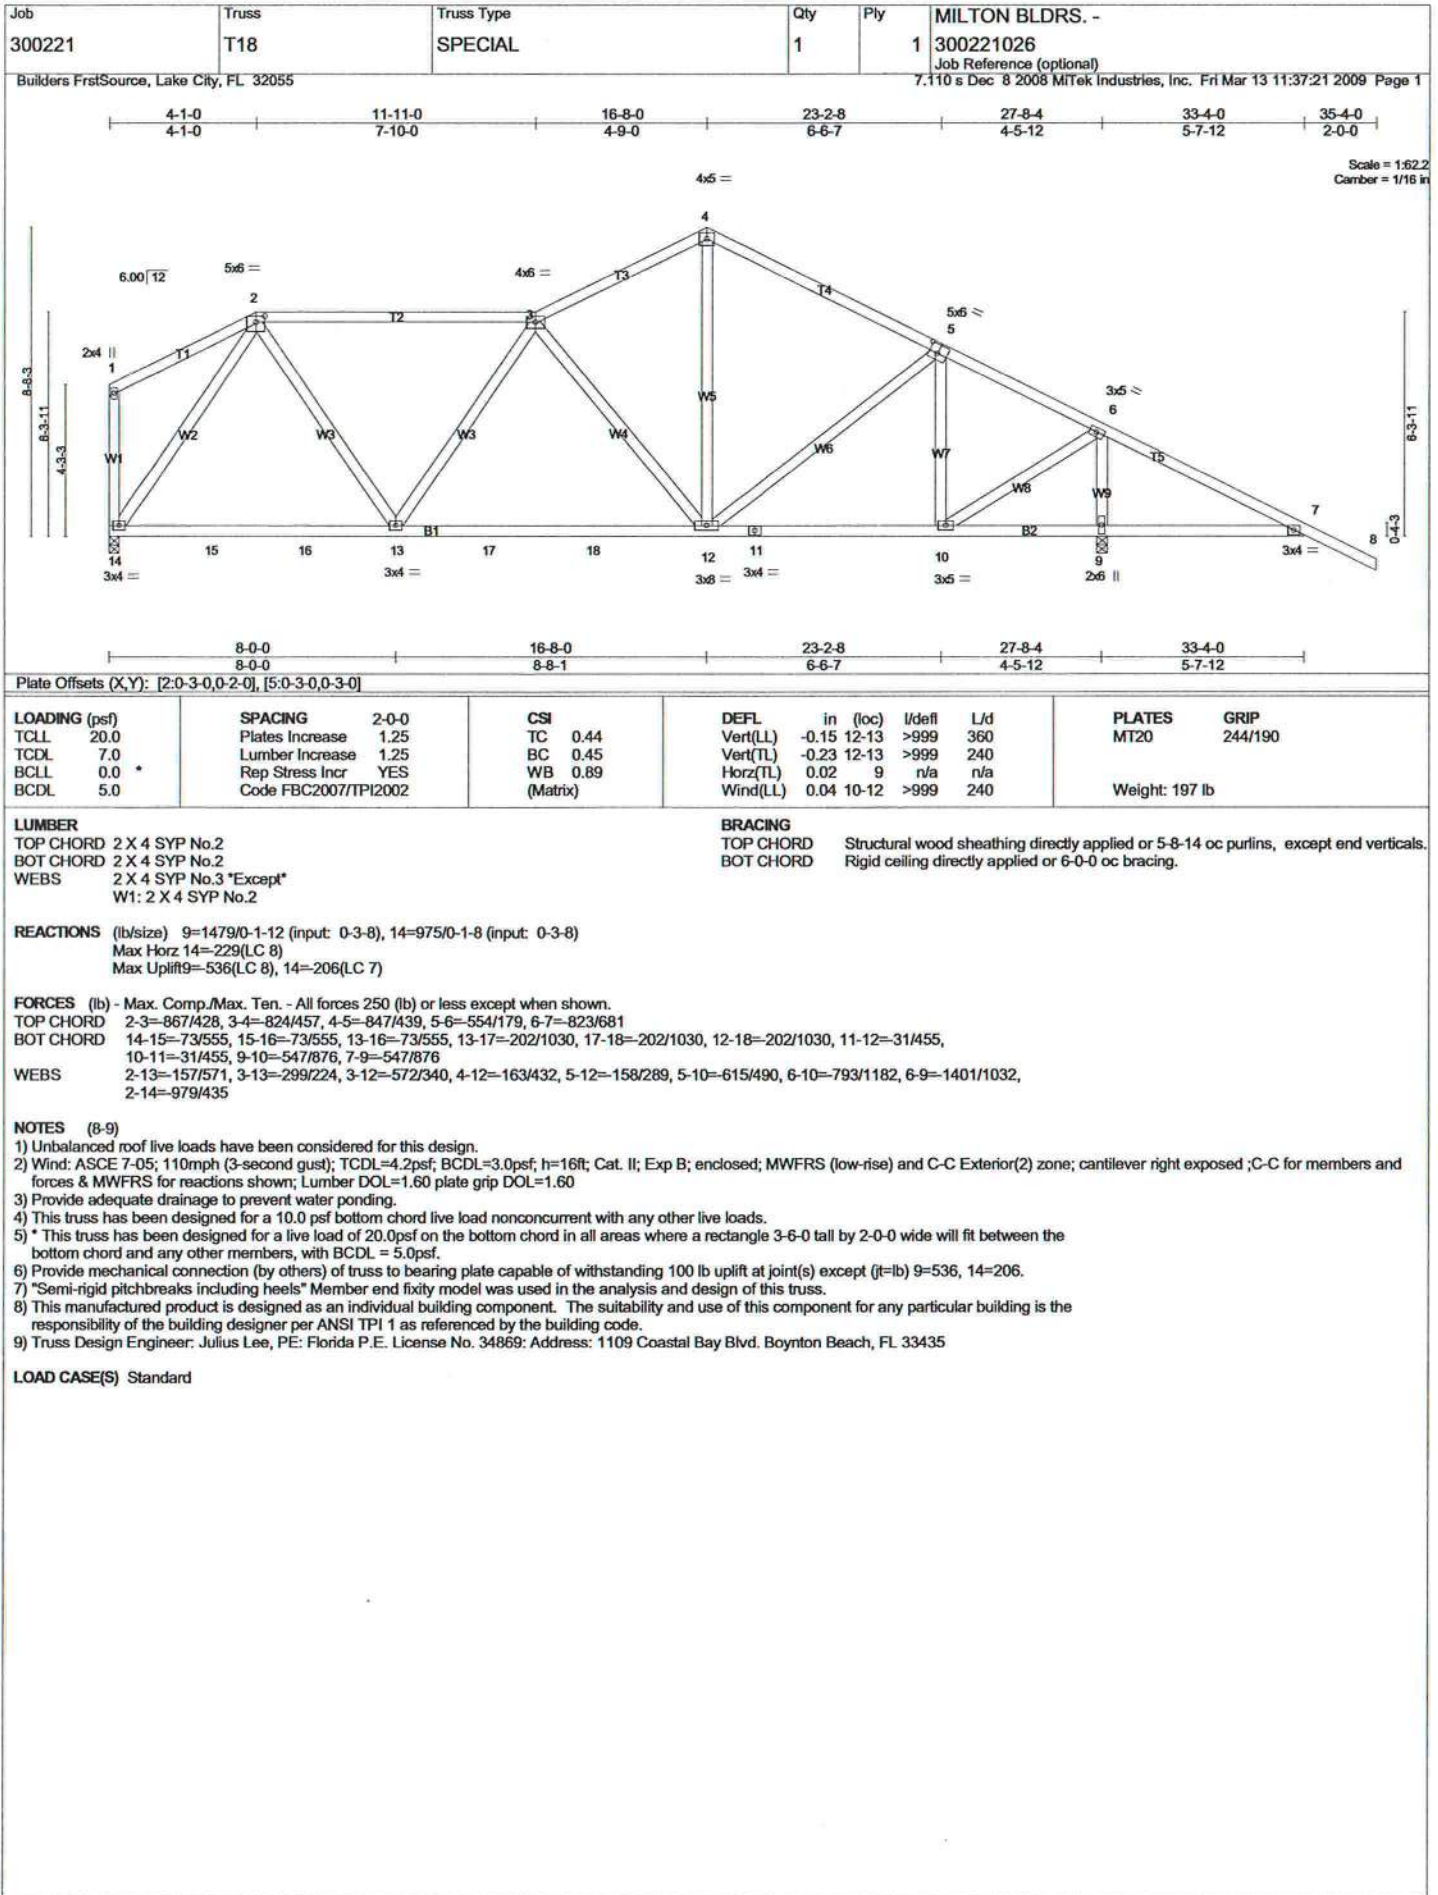 Job Truss Truss Type Qty Ply MILTON BLDRS. -
300221 T18 SPECIAL 1 1 300221026
Job Reference (optional)
Builders FrstSource, Lake City, FL 32055 7.110 s Dec 8 2008 MiTek Industries, Inc. Fri Mar 13 11:37:21 2009 Page 1
4-1-0 11-11-0 16-8-0 23-2-8 27-8-4 33-4-0 35-4-0
4-1-0 7-10-0 4-9-0 6-6-7 4-5-12 5-7-12 2-0-0
Scale = 1:62.2
Camber = 1/16 in
4x5 =
4
6.00 12
5x6 =
4x6 =
T3
T4
2
3
T2
5x6 =
5
2x4 ||
1
T1
8-8-3
6-3-11
4-3-3
3x5 =
6
6-3-11
W5
W1
W2
W3
W3
W4
W6
W7
W8
W9
T5
7
8
0-4-3
B1
B2
14 15 16 13 17 18 12 11 10 9
3x4 = 3x4 = 3x8 = 3x4 = 3x5 = 2x6 || 3x4 =
8-0-0 16-8-0 23-2-8 27-8-4 33-4-0
8-0-0 8-8-1 6-6-7 4-5-12 5-7-12
Plate Offsets (X,Y): [2:0-3-0,0-2-0], [5:0-3-0,0-3-0]
LOADING (psf) SPACING 2-0-0 CSI DEFL in (loc) l/defl L/d PLATES GRIP
TCLL 20.0 Plates Increase 1.25 TC 0.44 Vert(LL) -0.15 12-13 >999 360 MT20 244/190
TCDL 7.0 Lumber Increase 1.25 BC 0.45 Vert(TL) -0.23 12-13 >999 240
BCLL 0.0 * Rep Stress Incr YES WB 0.89 Horz(TL) 0.02 9 n/a n/a
BCDL 5.0 Code FBC2007/TPI2002 (Matrix) Wind(LL) 0.04 10-12 >999 240 Weight: 197 lb
LUMBER
TOP CHORD 2 X 4 SYP No.2
BOT CHORD 2 X 4 SYP No.2
WEBS 2 X 4 SYP No.3 *Except*
W1: 2 X 4 SYP No.2
BRACING
TOP CHORD Structural wood sheathing directly applied or 5-8-14 oc purlins, except end verticals.
BOT CHORD Rigid ceiling directly applied or 6-0-0 oc bracing.
REACTIONS (lb/size) 9=1479/0-1-12 (input: 0-3-8), 14=975/0-1-8 (input: 0-3-8)
Max Horz 14=-229(LC 8)
Max Uplift9=-536(LC 8), 14=-206(LC 7)
FORCES (lb) - Max. Comp./Max. Ten. - All forces 250 (lb) or less except when shown.
TOP CHORD 2-3=-867/428, 3-4=-824/457, 4-5=-847/439, 5-6=-554/179, 6-7=-823/681
BOT CHORD 14-15=-73/555, 15-16=-73/555, 13-16=-73/555, 13-17=-202/1030, 17-18=-202/1030, 12-18=-202/1030, 11-12=-31/455,
10-11=-31/455, 9-10=-547/876, 7-9=-547/876
WEBS 2-13=-157/571, 3-13=-299/224, 3-12=-572/340, 4-12=-163/432, 5-12=-158/289, 5-10=-615/490, 6-10=-793/1182, 6-9=-1401/1032,
2-14=-979/435
NOTES (8-9)
1) Unbalanced roof live loads have been considered for this design.
2) Wind: ASCE 7-05; 110mph (3-second gust); TCDL=4.2psf; BCDL=3.0psf; h=16ft; Cat. II; Exp B; enclosed; MWFRS (low-rise) and C-C Exterior(2) zone; cantilever right exposed ;C-C for members and
forces & MWFRS for reactions shown; Lumber DOL=1.60 plate grip DOL=1.60
3) Provide adequate drainage to prevent water ponding.
4) This truss has been designed for a 10.0 psf bottom chord live load nonconcurrent with any other live loads.
5) * This truss has been designed for a live load of 20.0psf on the bottom chord in all areas where a rectangle 3-6-0 tall by 2-0-0 wide will fit between the
bottom chord and any other members, with BCDL = 5.0psf.
6) Provide mechanical connection (by others) of truss to bearing plate capable of withstanding 100 lb uplift at joint(s) except (jt=lb) 9=536, 14=206.
7) "Semi-rigid pitchbreaks including heels" Member end fixity model was used in the analysis and design of this truss.
8) This manufactured product is designed as an individual building component. The suitability and use of this component for any particular building is the
responsibility of the building designer per ANSI TPI 1 as referenced by the building code.
9) Truss Design Engineer: Julius Lee, PE: Florida P.E. License No. 34869: Address: 1109 Coastal Bay Blvd. Boynton Beach, FL 33435
LOAD CASE(S) Standard